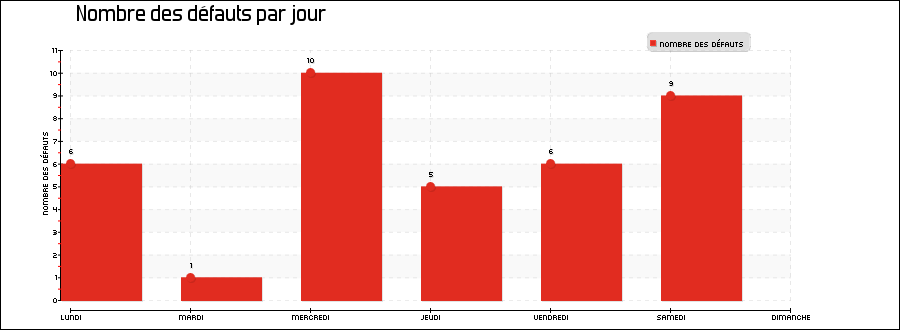 Nombre des défauts par jour
NOMBRE DES DÉFAUTS
NOMBRE DES DÉFAUTS
11
10
9
8
7
6
5
4
3
2
1
0
6
1
10
5
6
9
LUNDI
MARDI
MERCREDI
JEUDI
VENDREDI
SAMEDI
DIMANCHE